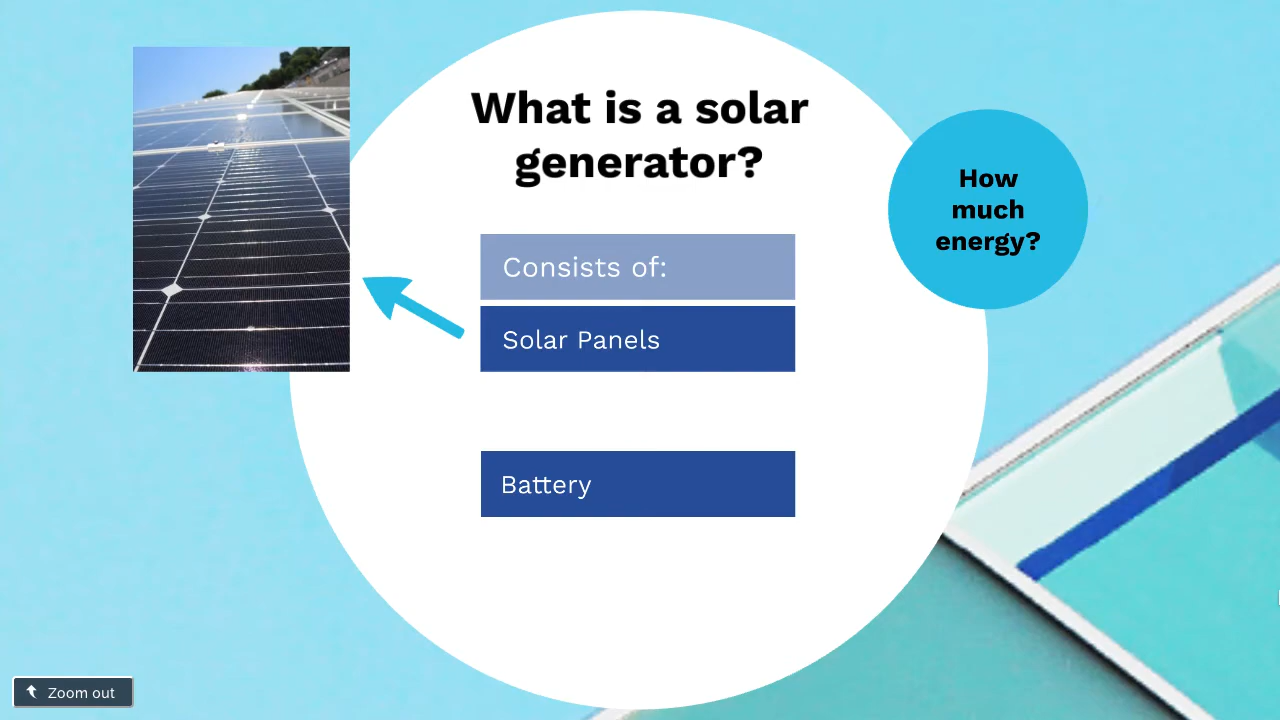 What is a solar
generator?
How
much
energy?
Consists of:
Solar Panels
Battery
Zoom out